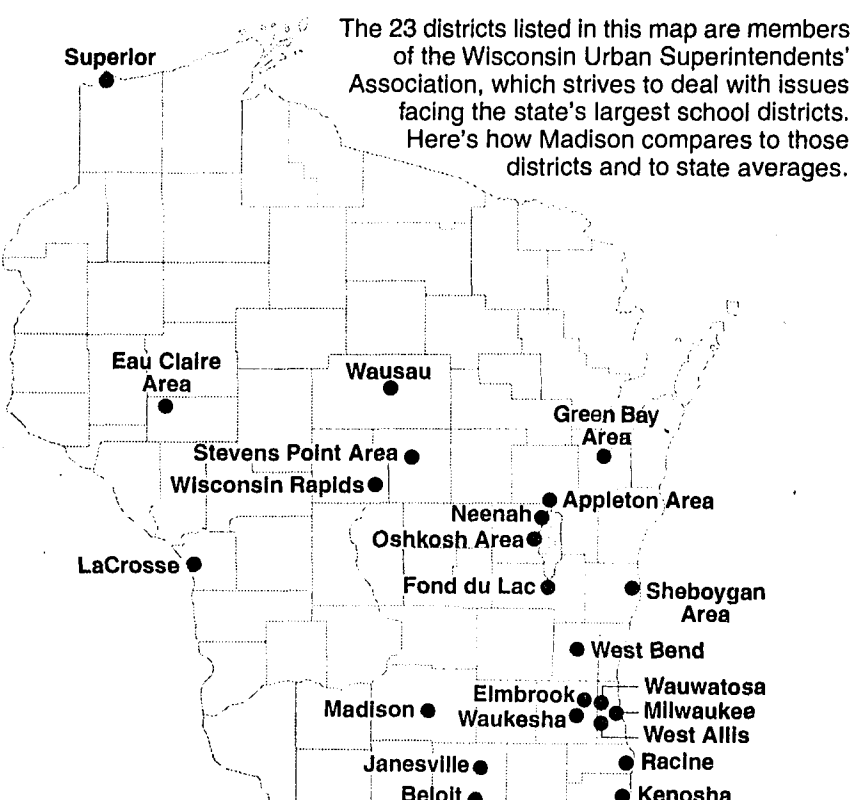 The 23 districts listed in this map are members
of the Wisconsin Urban Superintendents'
Association, which strives to deal with issues
facing the state's largest school districts.
Here's how Madison compares to those
districts and to state averages.
Superior
Eau Claire
Area
Wausau
Green Bay
Area
Stevens Point Area
Wisconsin Rapids
Appleton Area
Neenah
Oshkosh Area
LaCrosse
Fond du Lac
Sheboygan
Area
West Bend
Elmbrook
Wauwatosa
Madison
Waukesha
Milwaukee
West Allis
Janesville
Racine
Beloit
Kenosha